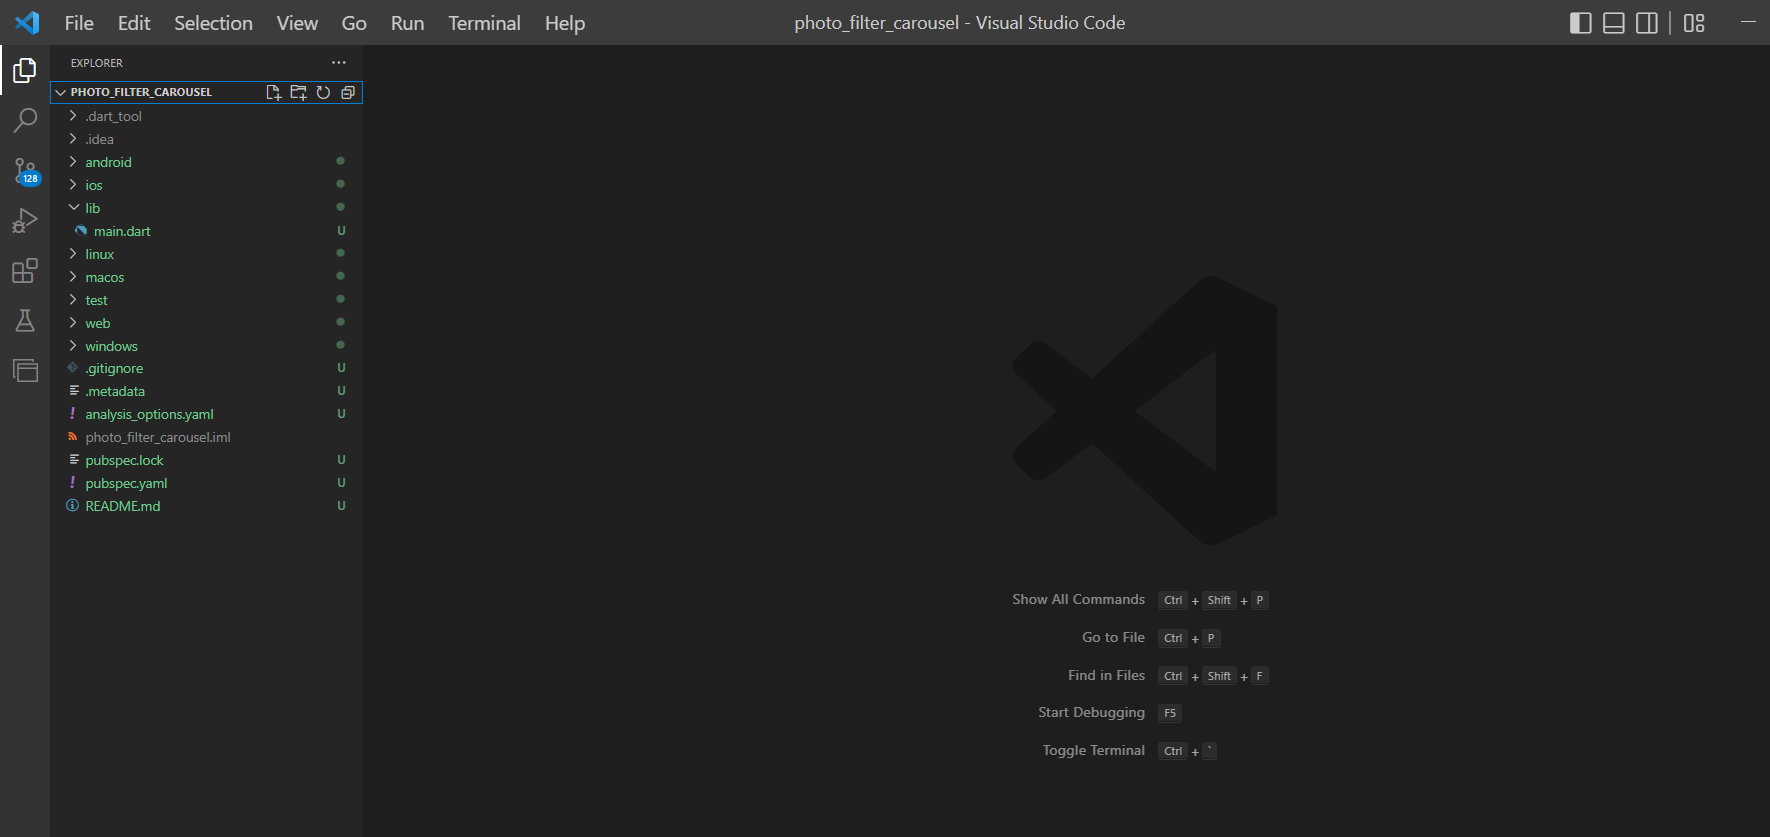 File Edit Selection View Go Run Terminal Help
photo_filter_carousel - Visual Studio Code
EXPLORER
PHOTO_FILTER_CAROUSEL
.dart_tool
.idea
android
ios
lib
main.dart U
linux
macos
test
web
windows
.gitignore U
.metadata U
analysis_options.yaml U
photo_filter_carousel.iml
pubspec.lock U
pubspec.yaml U
README.md U
128
Show All Commands Ctrl + Shift + P
Go to File Ctrl + P
Find in Files Ctrl + Shift + F
Start Debugging F5
Toggle Terminal Ctrl + `